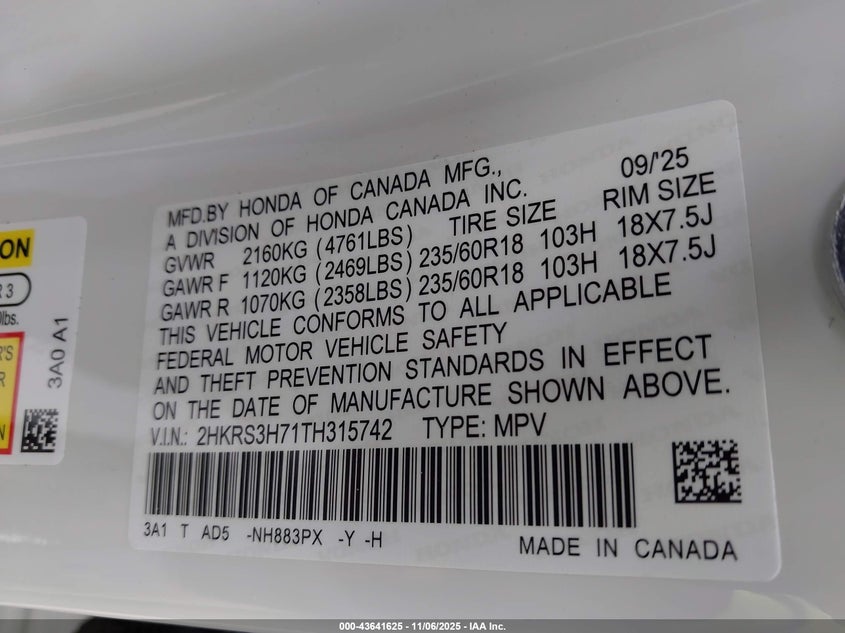 MFD.BY HONDA OF CANADA MFG., 09/'25
A DIVISION OF HONDA CANADA INC.
TIRE SIZE RIM SIZE
GVWR 2160KG (4761LBS)
GAWR F 1120KG (2469LBS) 235/60R18 103H 18X7.5J
GAWR R 1070KG (2358LBS) 235/60R18 103H 18X7.5J
THIS VEHICLE CONFORMS TO ALL APPLICABLE
FEDERAL MOTOR VEHICLE SAFETY
AND THEFT PREVENTION STANDARDS IN EFFECT
ON THE DATE OF MANUFACTURE SHOWN ABOVE.
V.I.N.: 2HKRS3H71TH315742 TYPE: MPV
3A1 T AD5 -NH883PX -Y -H
MADE IN CANADA
3A0 A1
000-43641625 - 11/06/2025 - IAA Inc.